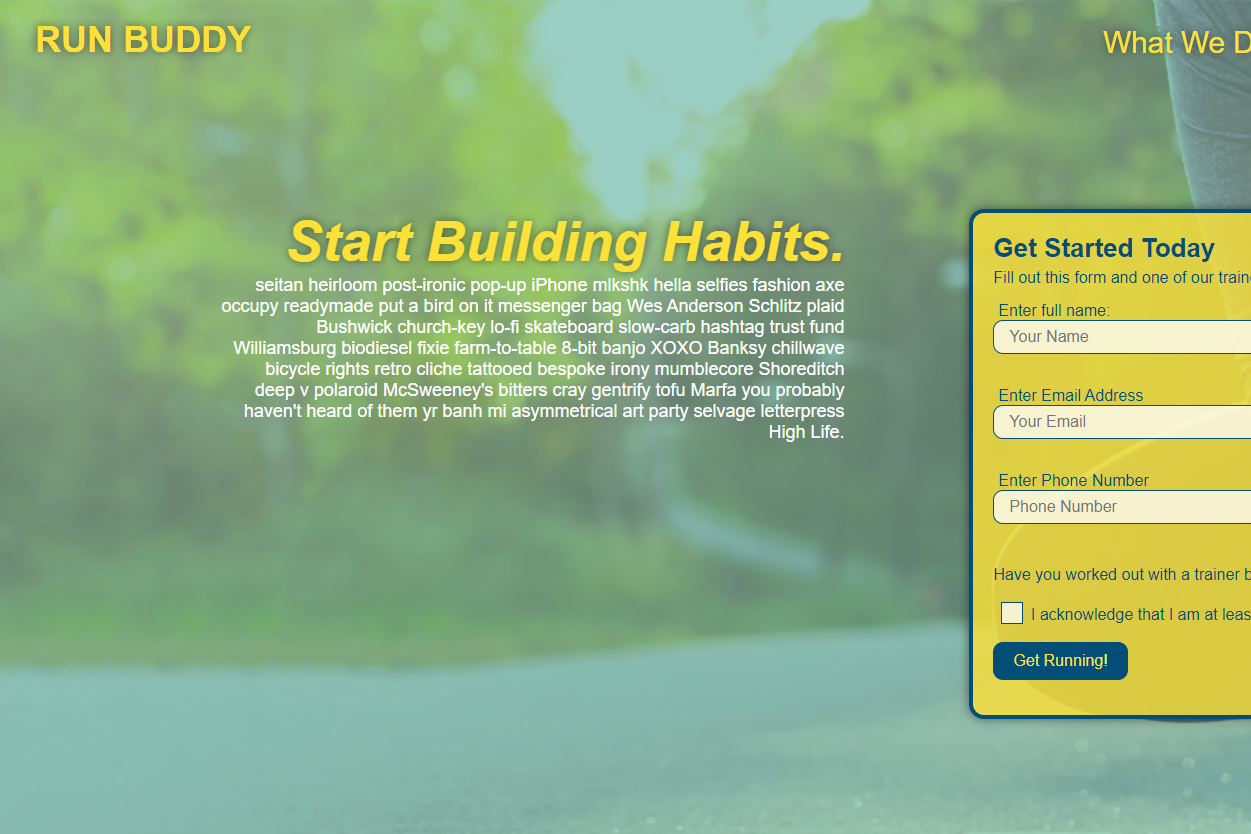 RUN BUDDY
What We D
Start Building Habits.
seitan heirloom post-ironic pop-up iPhone mlkshk hella selfies fashion axe
occupy readymade put a bird on it messenger bag Wes Anderson Schlitz plaid
Bushwick church-key lo-fi skateboard slow-carb hashtag trust fund
Williamsburg biodiesel fixie farm-to-table 8-bit banjo XOXO Banksy chillwave
bicycle rights retro cliche tattooed bespoke irony mumblecore Shoreditch
deep v polaroid McSweeney's bitters cray gentrify tofu Marfa you probably
haven't heard of them yr banh mi asymmetrical art party selvage letterpress
High Life.
Get Started Today
Fill out this form and one of our traine
Enter full name:
Your Name
Enter Email Address
Your Email
Enter Phone Number
Phone Number
Have you worked out with a trainer b
I acknowledge that I am at leas
Get Running!